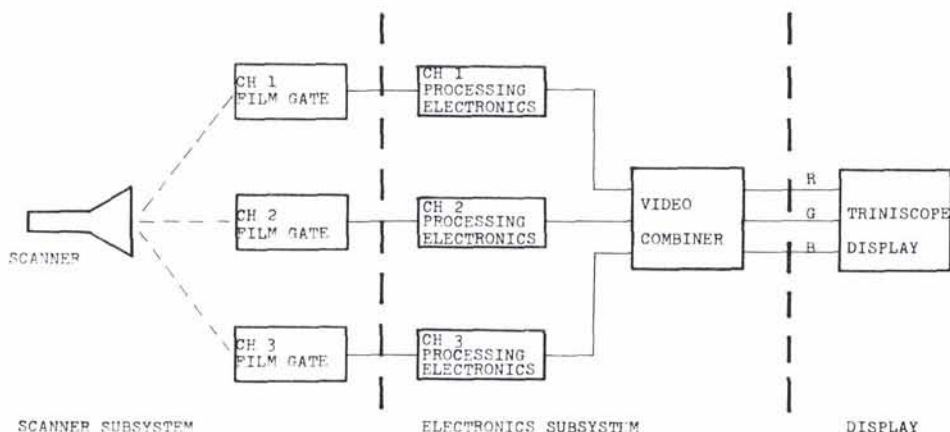 CH 1
FILM GATE
CH 1
PROCESSING
ELECTRONICS
SCANNER
CH 2
FILM GATE
CH 2
PROCESSING
ELECTRONICS
VIDEO
COMBINER
R
G
B
TRINISCOPE
DISPLAY
CH 3
FILM GATE
CH 3
PROCESSING
ELECTRONICS
SCANNER SUBSYSTEM
ELECTRONICS SUBSYSTEM
DISPLAY